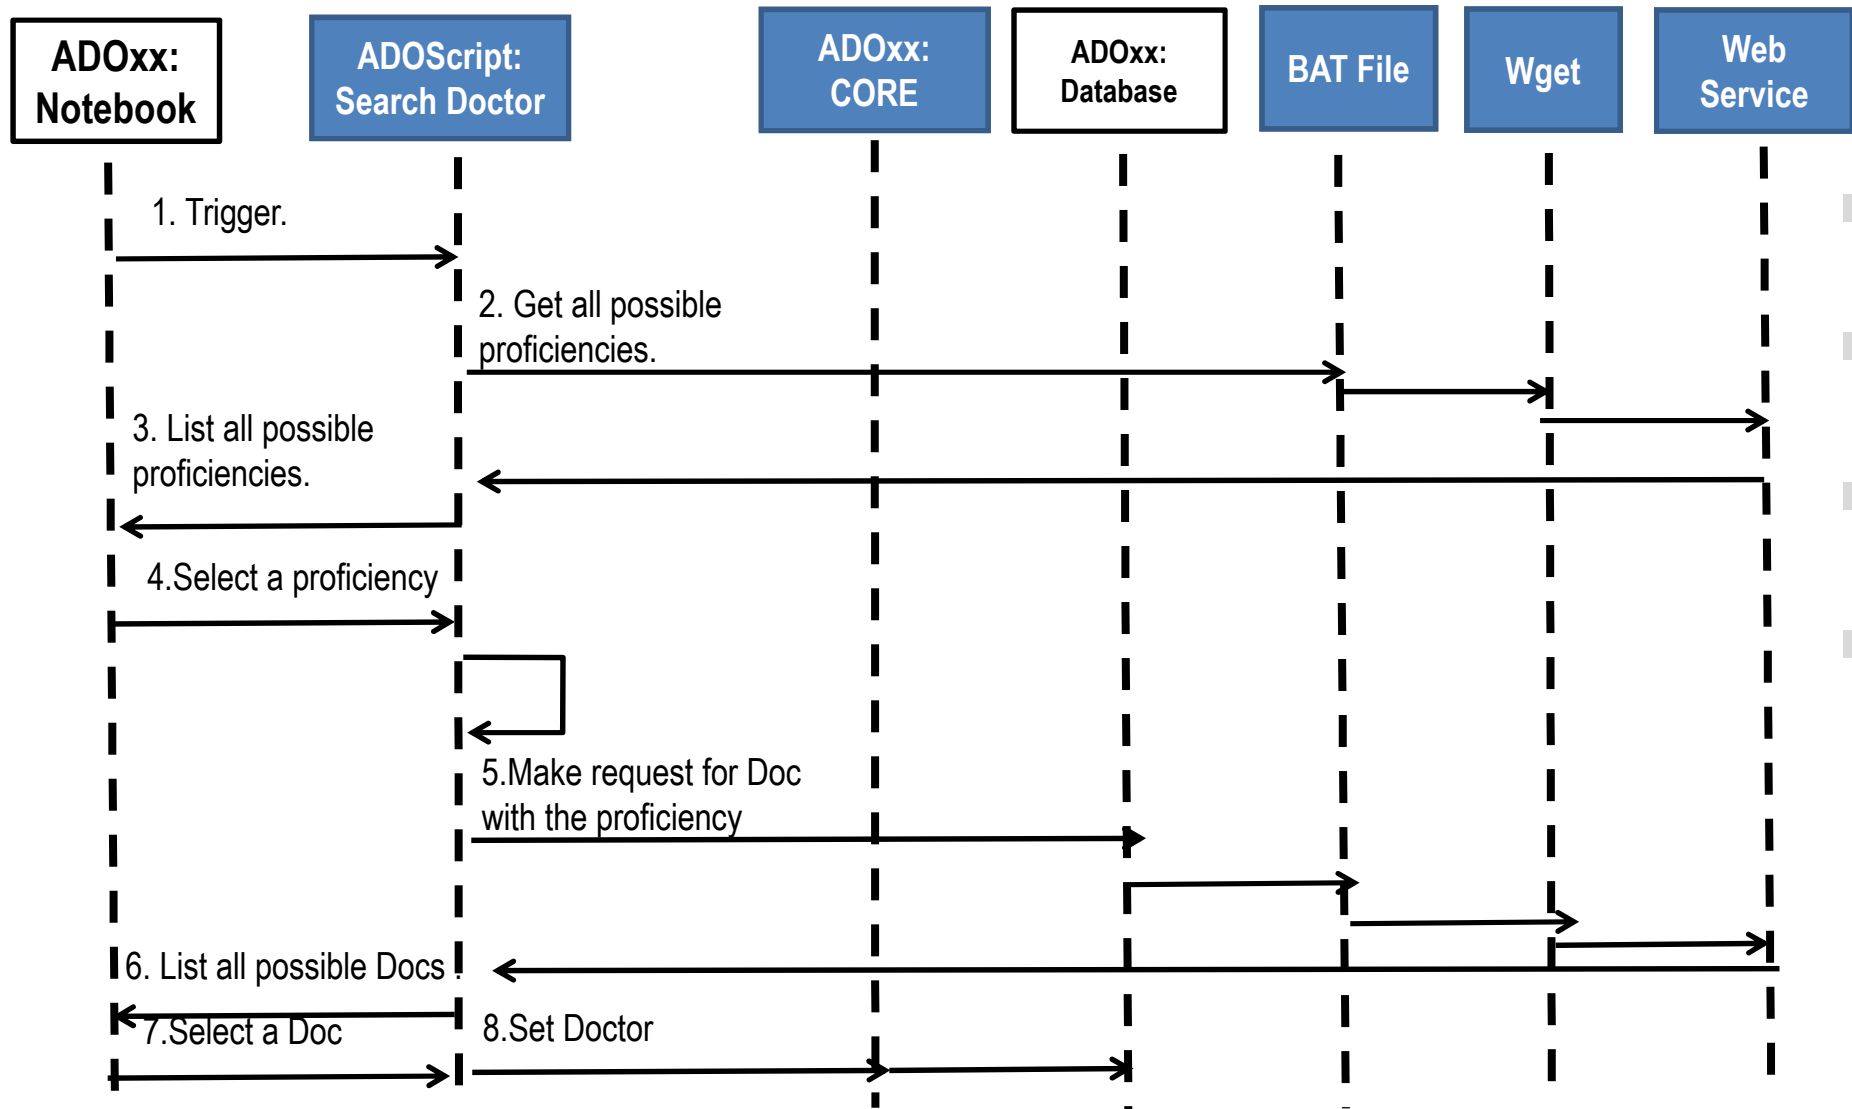 ADOxx:
Notebook
ADOScript:
Search Doctor
ADOxx:
CORE
ADOxx:
Database
BAT File
Wget
Web
Service
1. Trigger.
2. Get all possible
proficiencies.
3. List all possible
proficiencies.
4.Select a proficiency
5.Make request for Doc
with the proficiency
6. List all possible Docs .
7.Select a Doc
8.Set Doctor